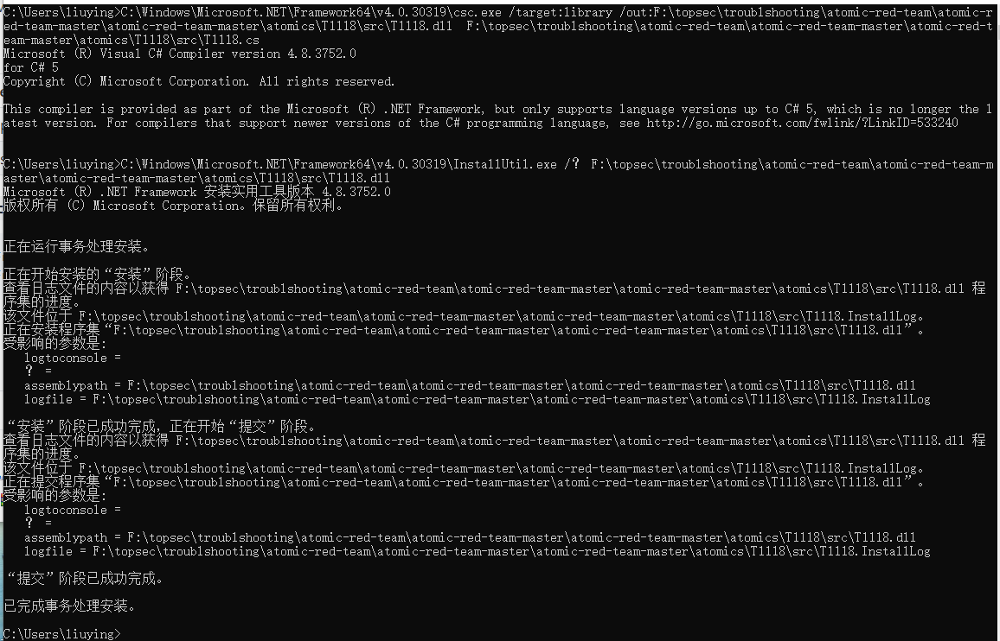 C:\Users\liuying>C:\Windows\Microsoft.NET\Framework64\v4.0.30319\csc.exe /target:library /out:F:\topsec\troublshooting\atomic-red-team\atomic-r
ed-team-master\atomic-red-team-master\atomics\T1118\src\T1118.dll  F:\topsec\troublshooting\atomic-red-team\atomic-red-team-master\atomic-red-t
eam-master\atomics\T1118\src\T1118.cs
Microsoft (R) Visual C# Compiler version 4.8.3752.0
for C# 5
Copyright (C) Microsoft Corporation. All rights reserved.
This compiler is provided as part of the Microsoft (R) .NET Framework, but only supports language versions up to C# 5, which is no longer the l
atest version. For compilers that support newer versions of the C# programming language, see http://go.microsoft.com/fwlink/?LinkID=533240
C:\Users\liuying>C:\Windows\Microsoft.NET\Framework64\v4.0.30319\InstallUtil.exe /？ F:\topsec\troublshooting\atomic-red-team\atomic-red-team-m
aster\atomic-red-team-master\atomics\T1118\src\T1118.dll
Microsoft (R) .NET Framework 安装实用工具版本 4.8.3752.0
版权所有 (C) Microsoft Corporation。保留所有权利。
正在运行事务处理安装。
正在开始安装的“安装”阶段。
查看日志文件的内容以获得 F:\topsec\troublshooting\atomic-red-team\atomic-red-team-master\atomic-red-team-master\atomics\T1118\src\T1118.dll 程
序集的进度。
该文件位于 F:\topsec\troublshooting\atomic-red-team\atomic-red-team-master\atomic-red-team-master\atomics\T1118\src\T1118.InstallLog。
正在安装程序集“F:\topsec\troublshooting\atomic-red-team\atomic-red-team-master\atomic-red-team-master\atomics\T1118\src\T1118.dll”。
受影响的参数是:
logtoconsole =
？ =
assemblypath = F:\topsec\troublshooting\atomic-red-team\atomic-red-team-master\atomic-red-team-master\atomics\T1118\src\T1118.dll
logfile = F:\topsec\troublshooting\atomic-red-team\atomic-red-team-master\atomic-red-team-master\atomics\T1118\src\T1118.InstallLog
“安装”阶段已成功完成，正在开始“提交”阶段。
查看日志文件的内容以获得 F:\topsec\troublshooting\atomic-red-team\atomic-red-team-master\atomic-red-team-master\atomics\T1118\src\T1118.dll 程
序集的进度。
该文件位于 F:\topsec\troublshooting\atomic-red-team\atomic-red-team-master\atomic-red-team-master\atomics\T1118\src\T1118.InstallLog。
正在提交程序集“F:\topsec\troublshooting\atomic-red-team\atomic-red-team-master\atomic-red-team-master\atomics\T1118\src\T1118.dll”。
受影响的参数是:
logtoconsole =
？ =
assemblypath = F:\topsec\troublshooting\atomic-red-team\atomic-red-team-master\atomic-red-team-master\atomics\T1118\src\T1118.dll
logfile = F:\topsec\troublshooting\atomic-red-team\atomic-red-team-master\atomic-red-team-master\atomics\T1118\src\T1118.InstallLog
“提交”阶段已成功完成。
已完成事务处理安装。
C:\Users\liuying>